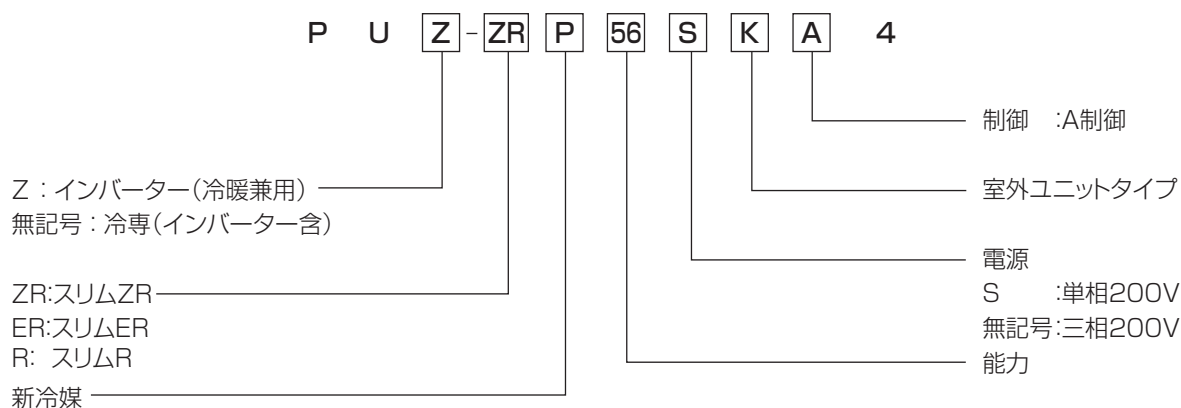 P U Z-ZR P 56 S K A 4
制御 :A制御
Z:インバーター(冷暖兼用)
無記号:冷専(インバーター含)
室外ユニットタイプ
電源
S :単相200V
無記号:三相200V
ZR:スリムZR
ER:スリムER
R: スリムR
能力
新冷媒